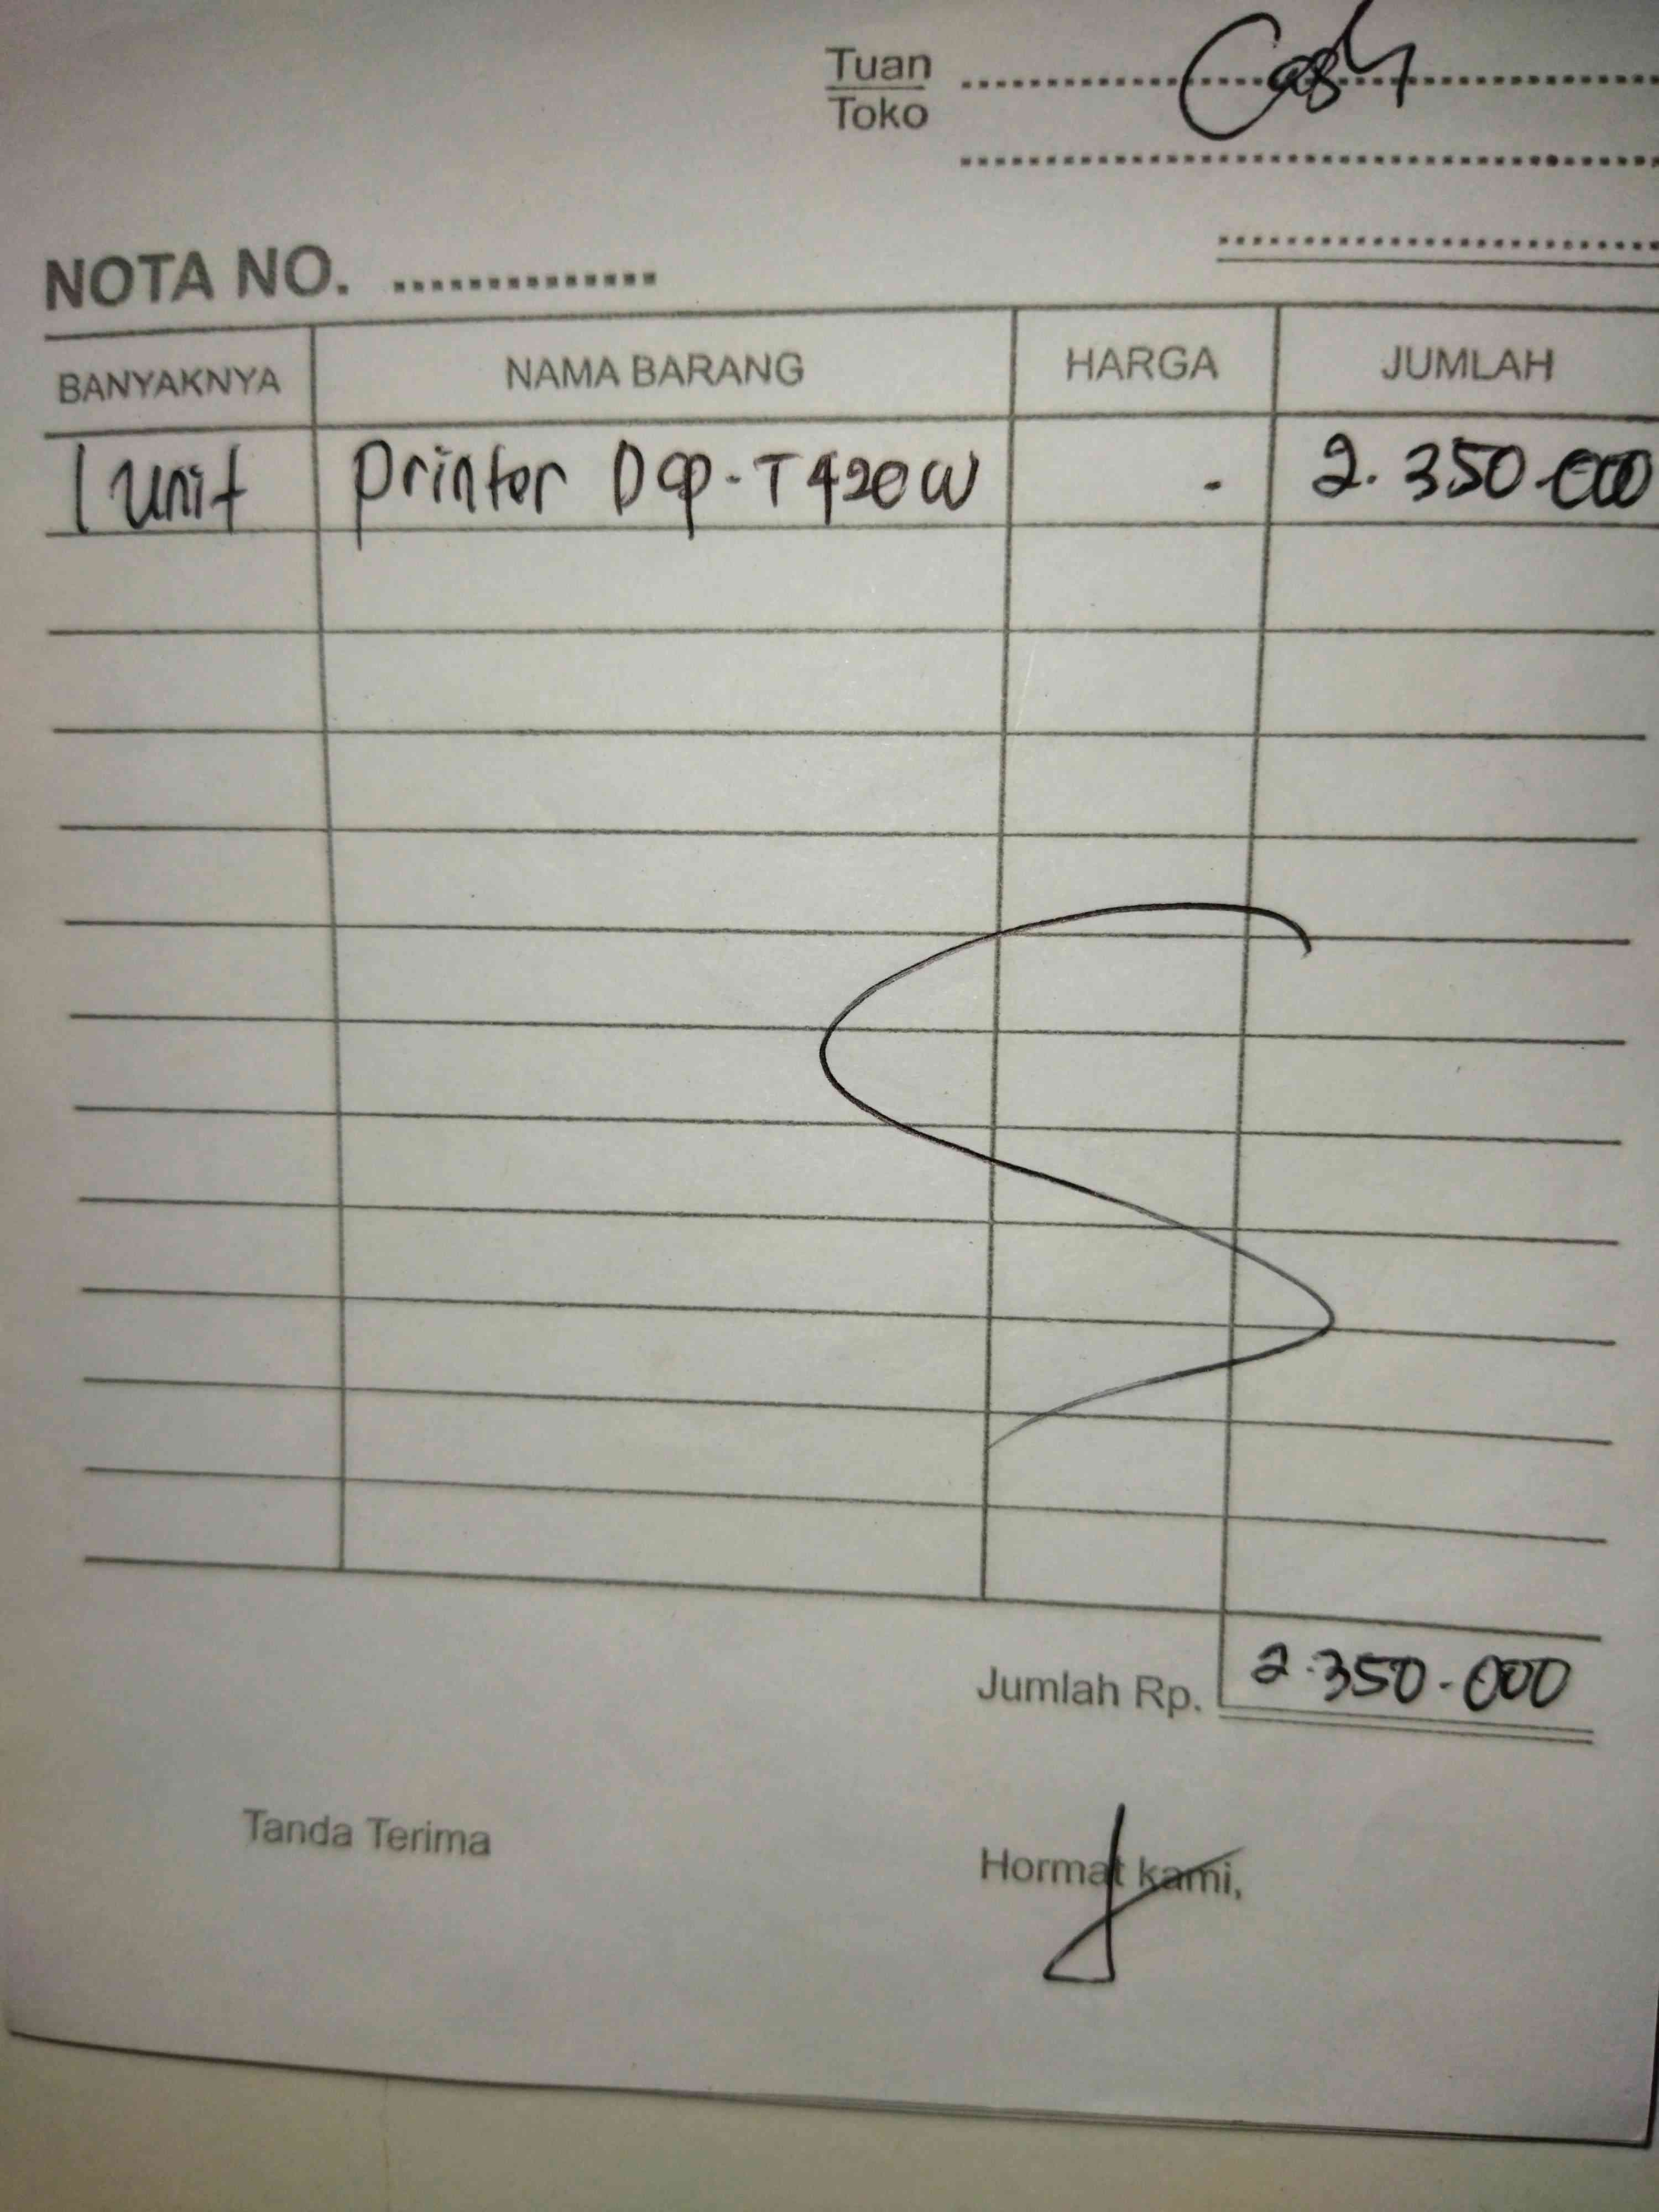 Tuan Cash
Toko
NOTA NO. ..............
BANYAKNYA NAMA BARANG HARGA JUMLAH
1 Unit Printer Dcp-T420W - 2.350.000
Jumlah Rp. 2.350.000
Tanda Terima Hormat kami,